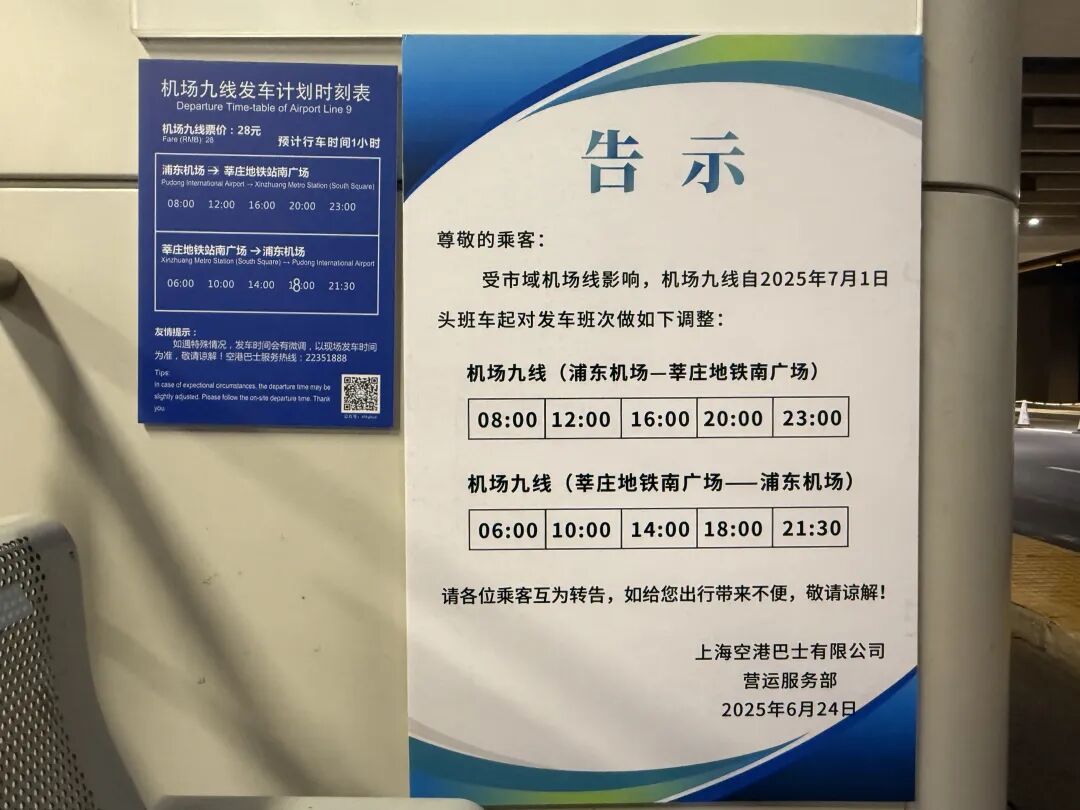 机场九线发车计划时刻表
Departure Time-table of Airport Line 9
机场九线票价：28元
Fare (RMB): 28
预计行车时间1小时
浦东机场 → 莘庄地铁站南广场
Pudong International Airport → Xinzhuang Metro Station (South Square)
08:00 12:00 16:00 20:00 23:00
莘庄地铁站南广场 → 浦东机场
Xinzhuang Metro Station (South Square) → Pudong International Airport
06:00 10:00 14:00 18:00 21:30
友情提示：
如遇特殊情况，发车时间会有微调，以现场发车时间
为准，敬请谅解！空港巴士服务热线：22351888
Tips:
In case of expectional circumstances, the departure time may be
slightly adjusted. Please follow the on-site departure time. Thank
you.
告示
尊敬的乘客：
受市域机场线影响，机场九线自2025年7月1日
头班车起对发车班次做如下调整：
机场九线（浦东机场—莘庄地铁南广场）
08:00 12:00 16:00 20:00 23:00
机场九线（莘庄地铁南广场——浦东机场）
06:00 10:00 14:00 18:00 21:30
请各位乘客互为转告，如给您出行带来不便，敬请谅解！
上海空港巴士有限公司
营运服务部
2025年6月24日